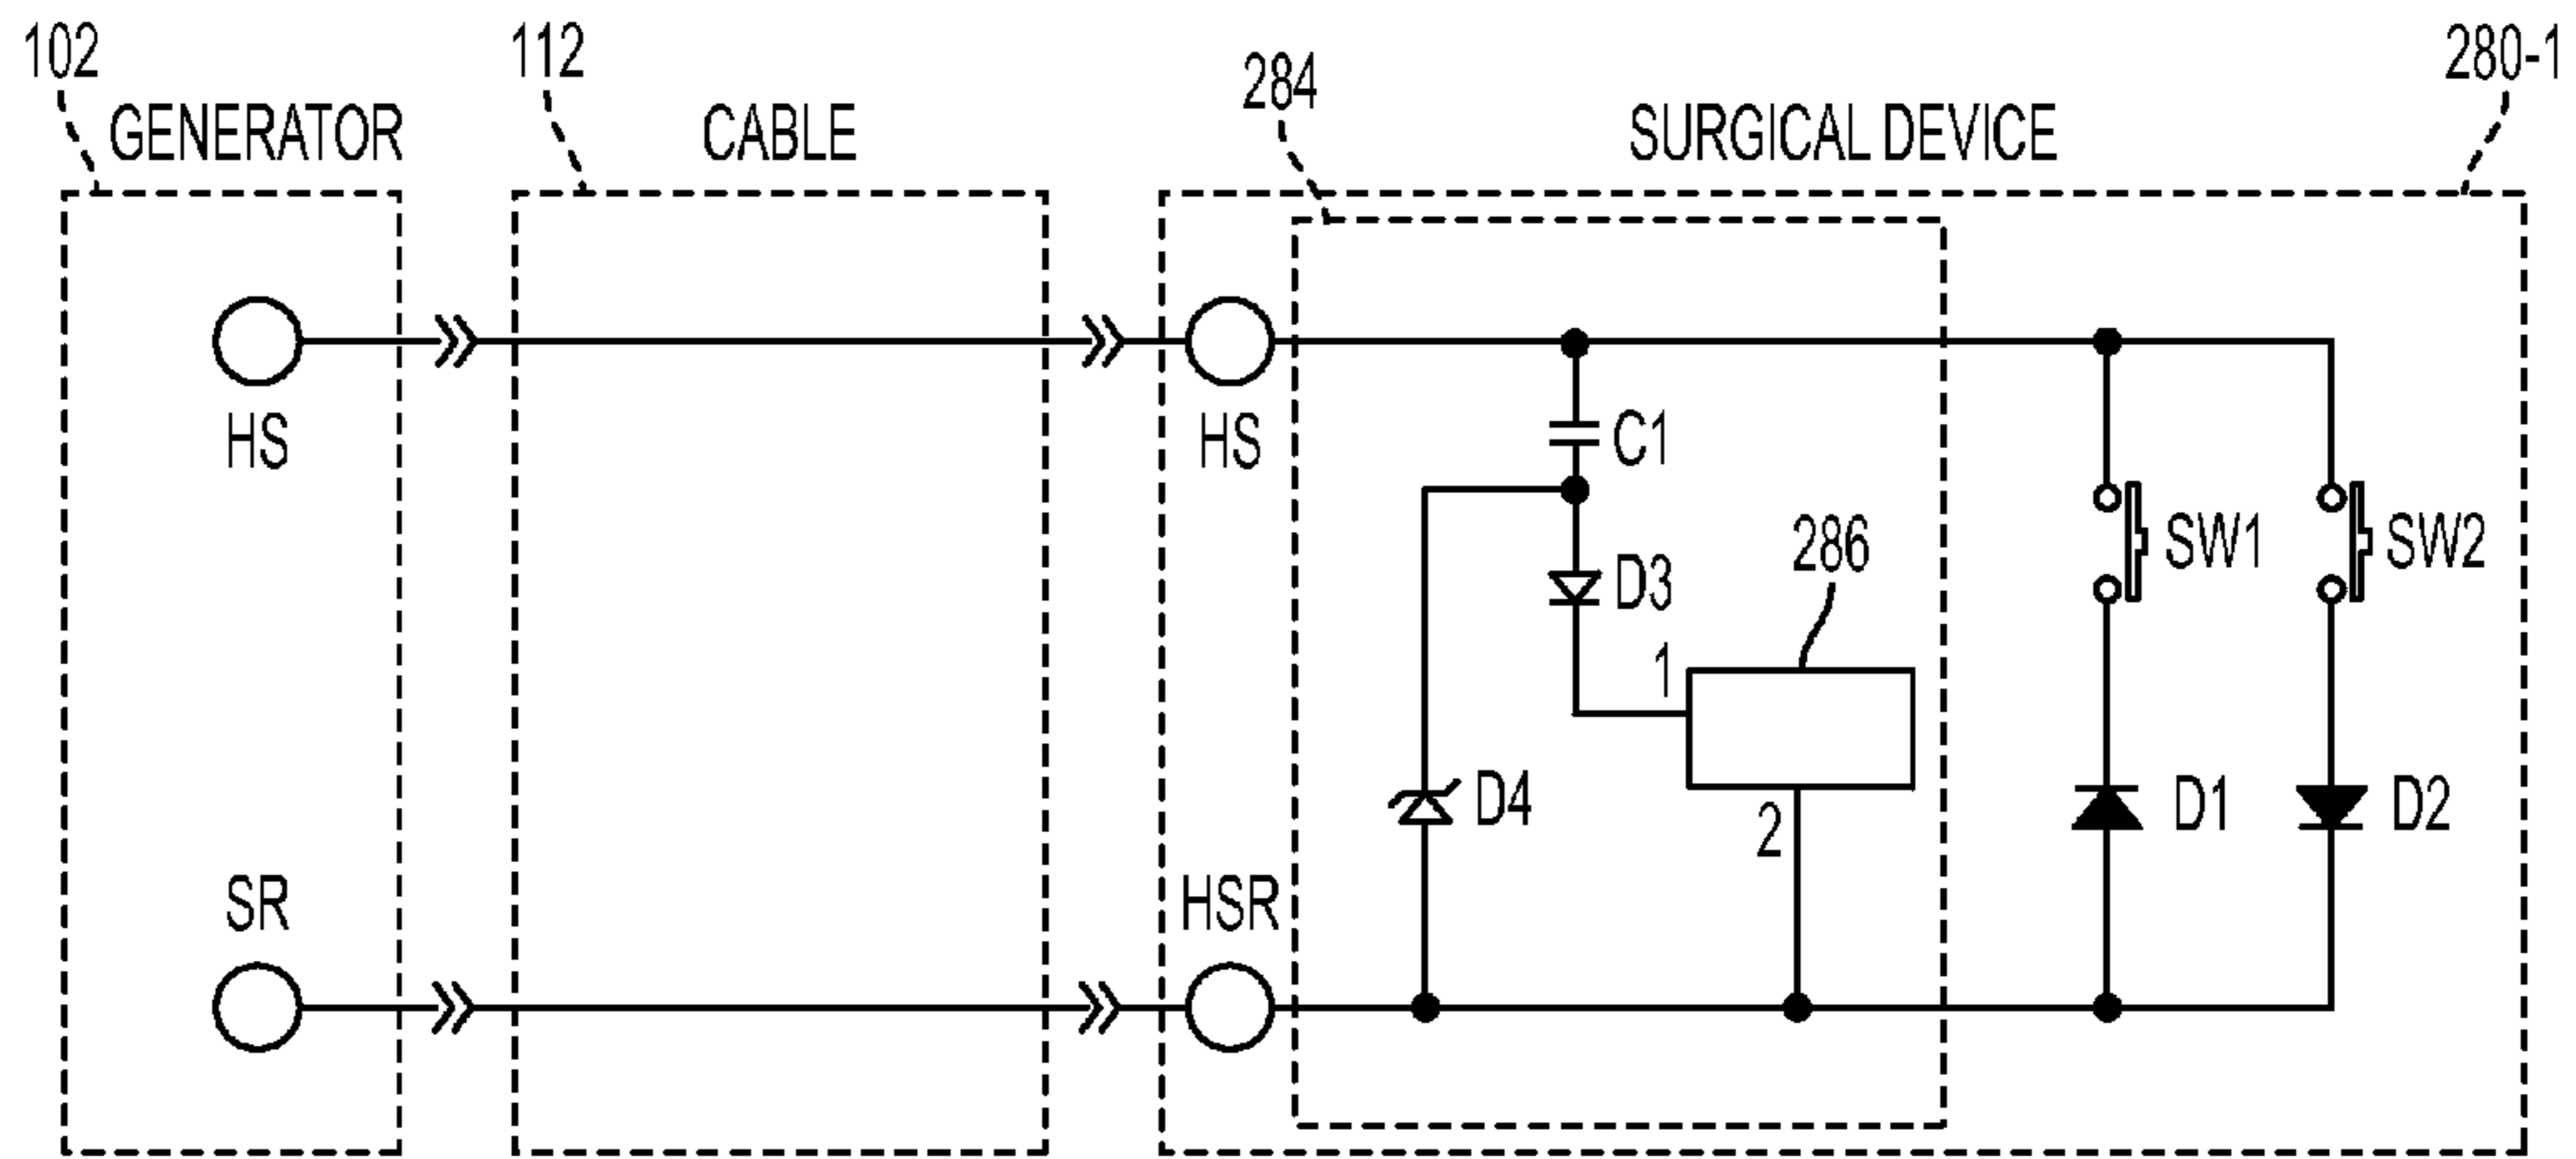 102
112
284
280-1
GENERATOR
CABLE
SURGICAL DEVICE
HS
HS
C1
286
SW1
SW2
D3
1
D4
2
D1
D2
SR
HSR